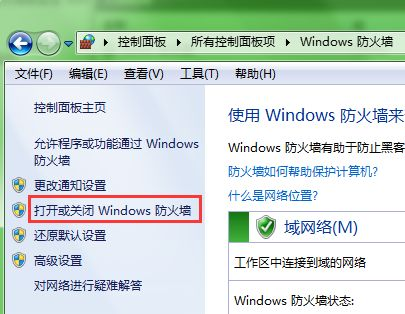 控制面板 ▸ 所有控制面板项 ▸ Windows 防火墙
文件(F) 编辑(E) 查看(V) 工具(T) 帮助(H)
控制面板主页
允许程序或功能通过 Windows
防火墙
更改通知设置
打开或关闭 Windows 防火墙
还原默认设置
高级设置
对网络进行疑难解答
使用 Windows 防火墙来
Windows 防火墙有助于防止黑客
防火墙如何帮助保护计算机?
什么是网络位置?
域网络(M)
工作区中连接到域的网络
Windows 防火墙状态: